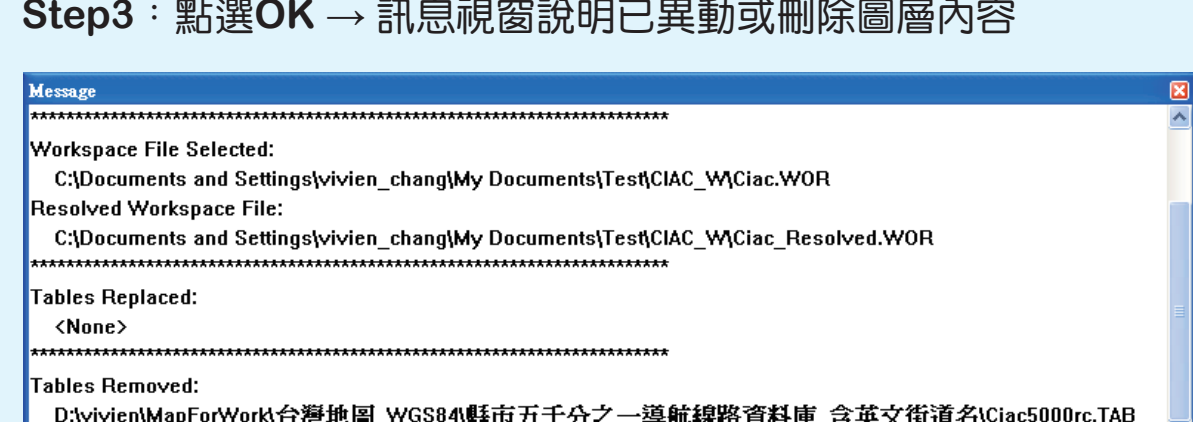 Step3：點選OK → 訊息視窗說明已異動或刪除圖層內容
Message
************************************************************************
Workspace File Selected:
C:\Documents and Settings\vivien_chang\My Documents\Test\CIAC_W\Ciac.WOR
Resolved Workspace File:
C:\Documents and Settings\vivien_chang\My Documents\Test\CIAC_W\Ciac_Resolved.WOR
************************************************************************
Tables Replaced:
<None>
************************************************************************
Tables Removed:
D:\vivien\MapForWork\台灣地圖_WGS84\縣市五千分之一導航線路資料庫_含英文街道名\Ciac5000rc.TAB